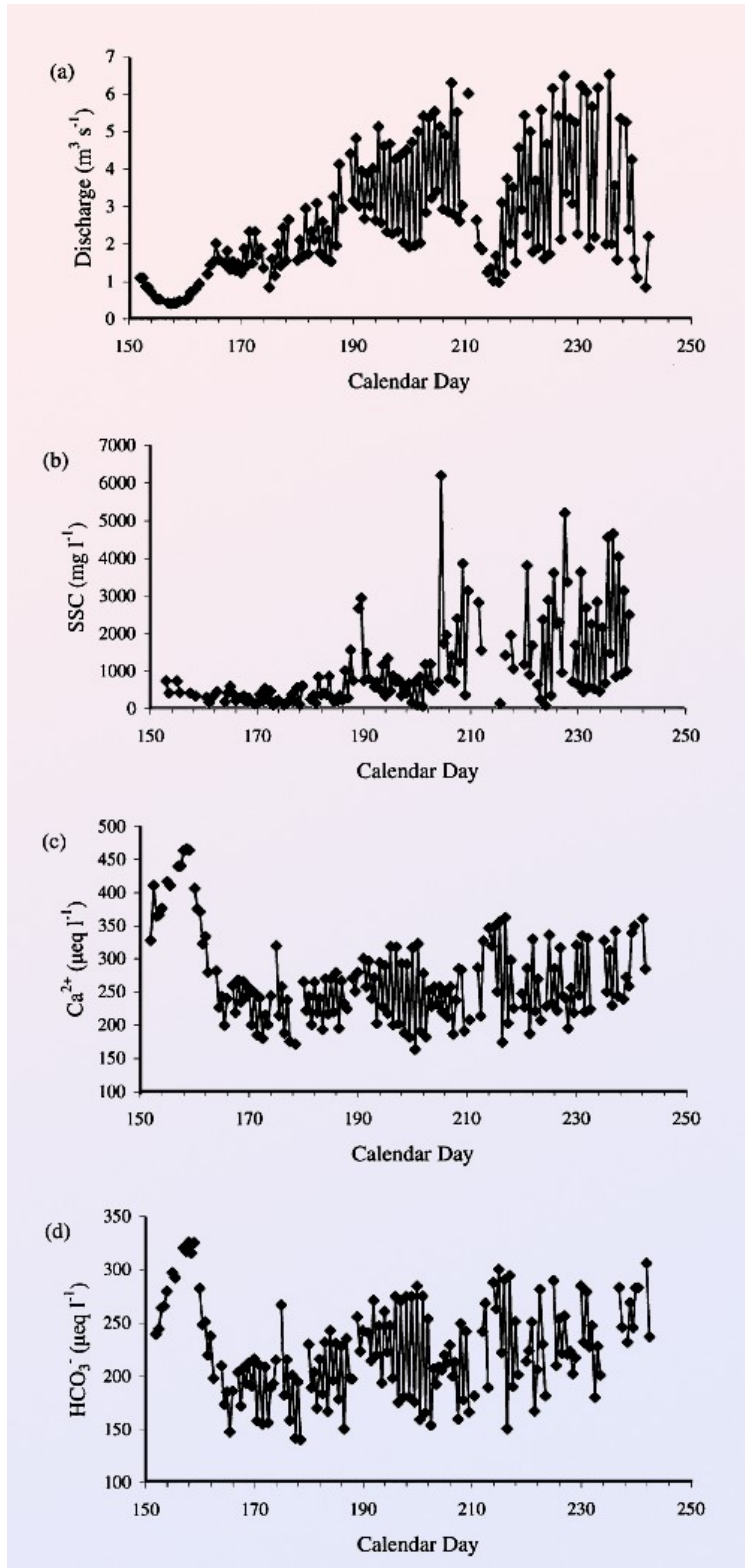 (a)
7
6
5
4
3
2
1
0
Discharge (m³ s⁻¹)
150 170 190 210 230 250
Calendar Day
(b)
7000
6000
5000
4000
3000
2000
1000
0
SSC (mg l⁻¹)
150 170 190 210 230 250
Calendar Day
(c)
500
450
400
350
300
250
200
150
100
Ca²⁺ (μeq l⁻¹)
150 170 190 210 230 250
Calendar Day
(d)
350
300
250
200
150
100
HCO₃⁻ (μeq l⁻¹)
150 170 190 210 230 250
Calendar Day